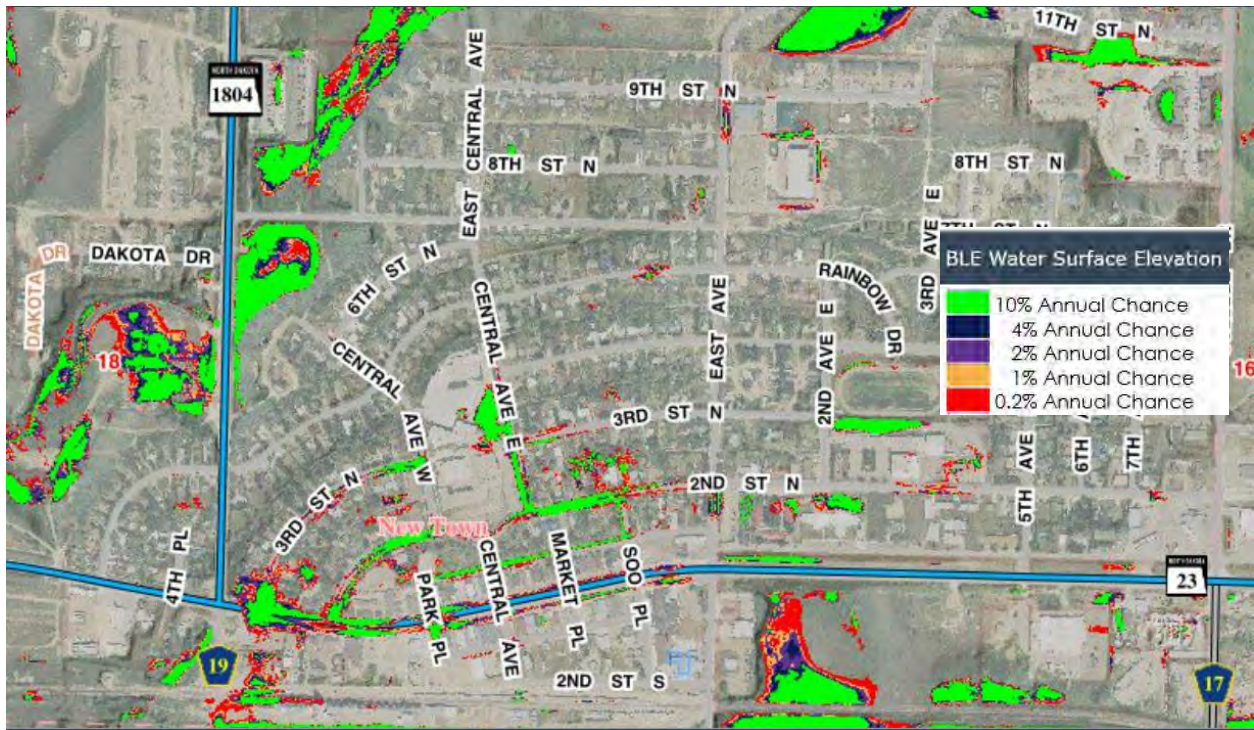 11TH ST N
NORTH DAKOTA
1804
EAST CENTRAL AVE
9TH ST N
8TH ST N
8TH ST N
7TH ST N
3RD AVE E
DAKOTA DR
DAKOTA DR
6TH ST N
RAINBOW DR
BLE Water Surface Elevation
10% Annual Chance
4% Annual Chance
2% Annual Chance
1% Annual Chance
0.2% Annual Chance
CENTRAL AVE E
EAST AVE
2ND AVE E
18
16
CENTRAL AVE W
3RD ST N
3RD ST N
2ND ST N
5TH AVE
6TH
7TH
New Town
4TH PL
PARK PL
CENTRAL AVE
MARKET PL
SOO PL
NORTH DAKOTA
23
19
2ND ST S
17